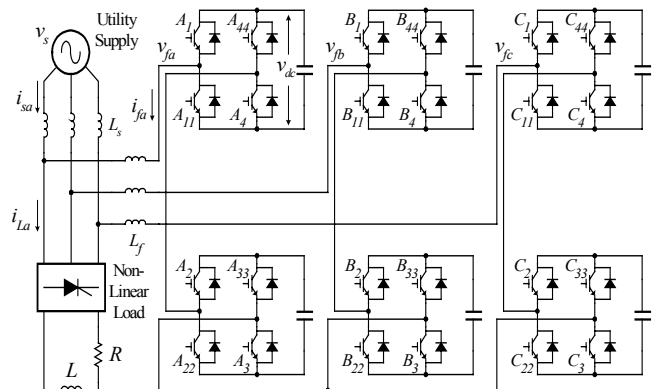 v_s
Utility
Supply
v_fa
A_1
A_44
v_dc
v_fb
B_1
B_44
v_fc
C_1
C_44
i_sa
L_s
i_fa
A_11
A_4
B_11
B_4
C_11
C_4
i_La
L_f
Non-
Linear
Load
A_2
A_33
B_2
B_33
C_2
C_33
L
R
A_22
A_3
B_22
B_3
C_22
C_3